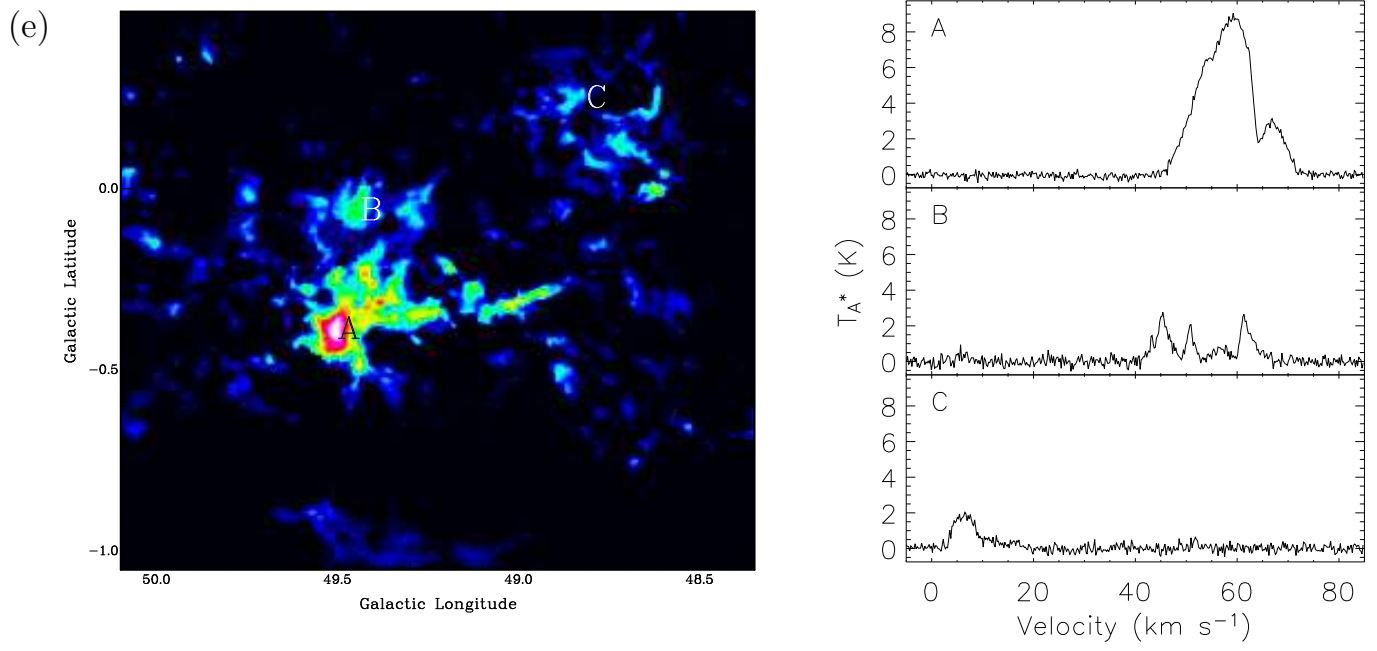 (e)
C
B
A
0.0
−0.5
−1.0
Galactic Latitude
50.0 49.5 49.0 48.5
Galactic Longitude
A
8
6
4
2
0
B
8
6
4
2
0
C
8
6
4
2
0
T_A* (K)
0 20 40 60 80
Velocity (km s⁻¹)